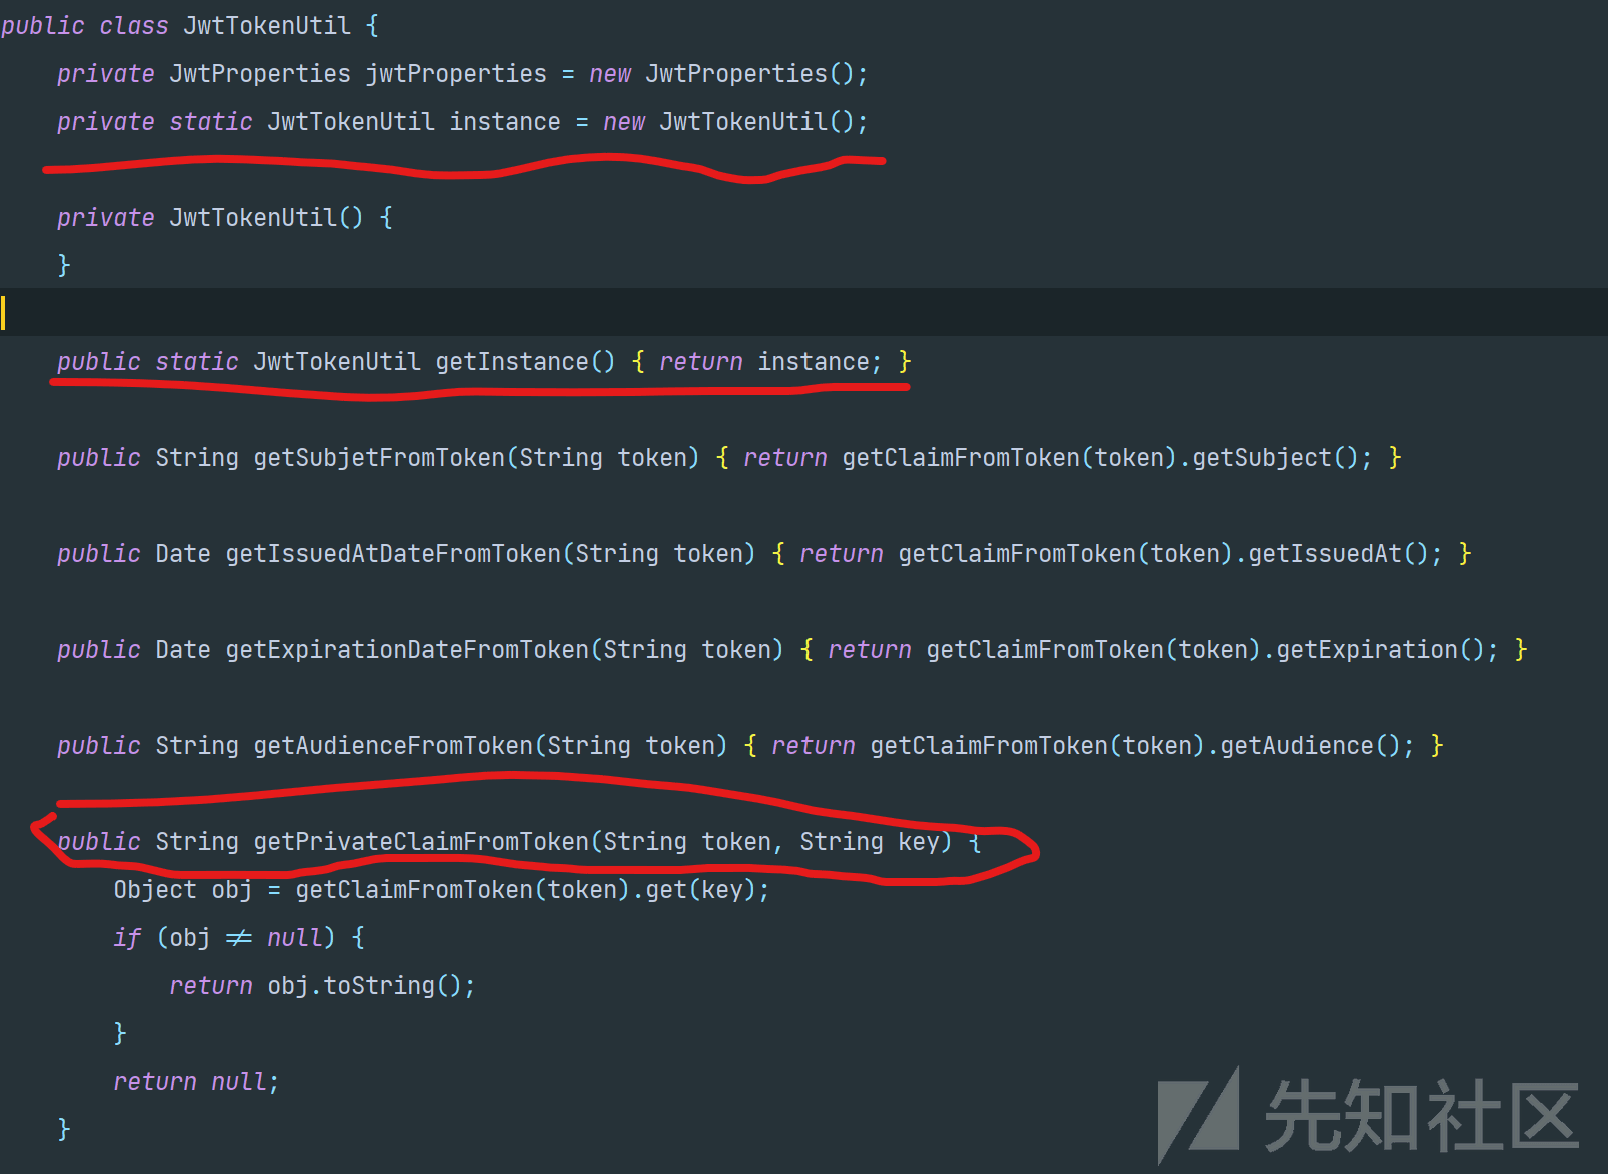 public class JwtTokenUtil {
    private JwtProperties jwtProperties = new JwtProperties();
    private static JwtTokenUtil instance = new JwtTokenUtil();
    private JwtTokenUtil() {
    }
    public static JwtTokenUtil getInstance() { return instance; }
    public String getSubjetFromToken(String token) { return getClaimFromToken(token).getSubject(); }
    public Date getIssuedAtDateFromToken(String token) { return getClaimFromToken(token).getIssuedAt(); }
    public Date getExpirationDateFromToken(String token) { return getClaimFromToken(token).getExpiration(); }
    public String getAudienceFromToken(String token) { return getClaimFromToken(token).getAudience(); }
    public String getPrivateClaimFromToken(String token, String key) {
        Object obj = getClaimFromToken(token).get(key);
        if (obj ≠ null) {
            return obj.toString();
        }
        return null;
    }
先知社区